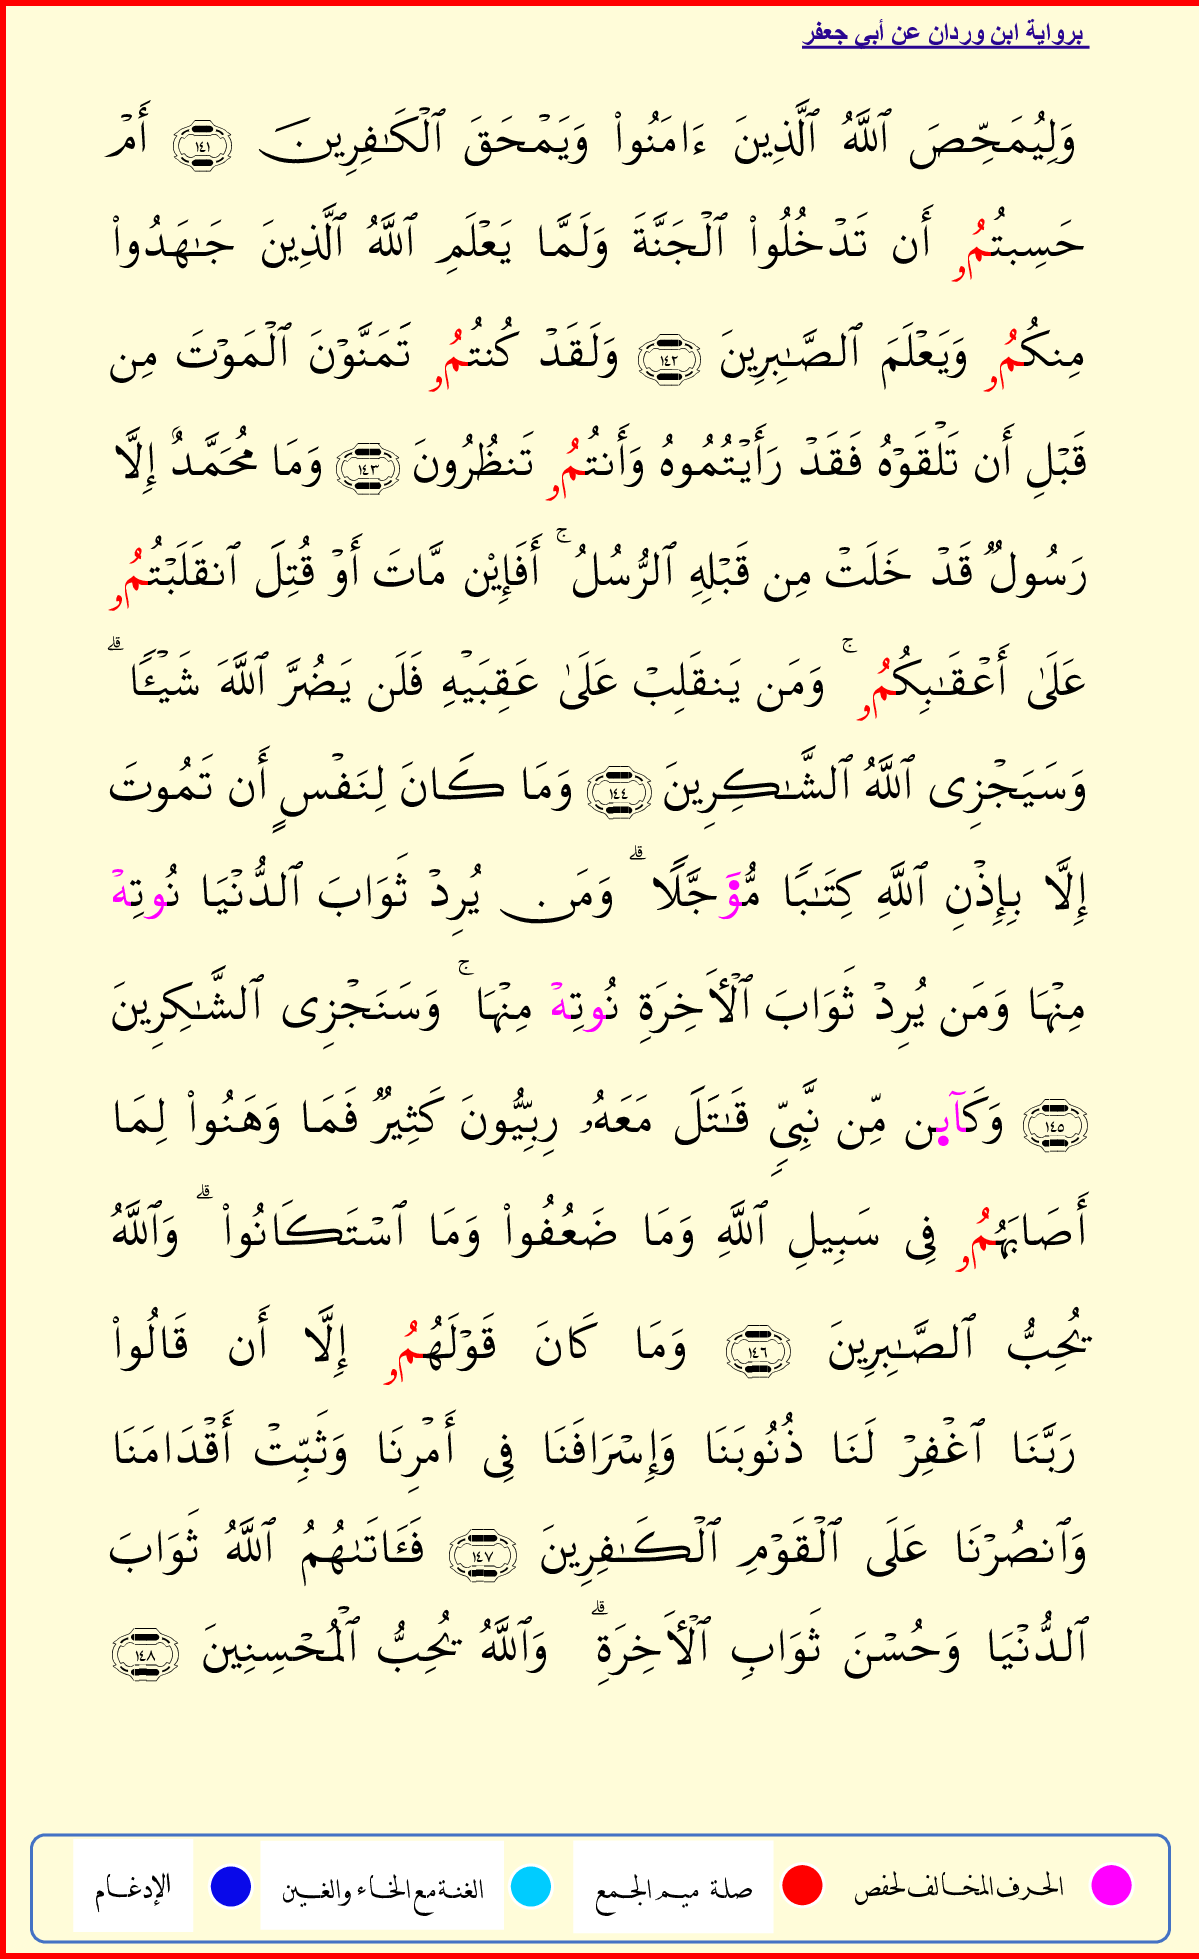 برواية ابن وردان عن أبي جعفر
وَلِيُمَحِّصَ ٱللَّهُ ٱلَّذِينَ ءَامَنُوا۟ وَيَمْحَقَ ٱلْكَـٰفِرِينَ ١٤١ أَمْ
حَسِبتُمُۥ أَن تَدْخُلُوا۟ ٱلْجَنَّةَ وَلَمَّا يَعْلَمِ ٱللَّهُ ٱلَّذِينَ جَـٰهَدُوا۟
مِنكُمُۥ وَيَعْلَمَ ٱلصَّـٰبِرِينَ ١٤٢ وَلَقَدْ كُنتُمُۥ تَمَنَّوْنَ ٱلْمَوْتَ مِن
قَبْلِ أَن تَلْقَوْهُ فَقَدْ رَأَيْتُمُوهُ وَأَنتُمُۥ تَنظُرُونَ ١٤٣ وَمَا مُحَمَّدٌ إِلَّا
رَسُولٌ قَدْ خَلَتْ مِن قَبْلِهِ ٱلرُّسُلُ ۚ أَفَإِيْن مَّاتَ أَوْ قُتِلَ ٱنقَلَبْتُمُۥ
عَلَىٰ أَعْقَـٰبِكُمُۥ ۚ وَمَن يَنقَلِبْ عَلَىٰ عَقِبَيْهِ فَلَن يَضُرَّ ٱللَّهَ شَيْـًٔا ۗ
وَسَيَجْزِى ٱللَّهُ ٱلشَّـٰكِرِينَ ١٤٤ وَمَا كَانَ لِنَفْسٍ أَن تَمُوتَ
إِلَّا بِإِذْنِ ٱللَّهِ كِتَـٰبًا مُّوَ۬جَّلًا ۗ وَمَن يُرِدْ ثَوَابَ ٱلدُّنْيَا نُوتِهْ
مِنْهَا وَمَن يُرِدْ ثَوَابَ ٱلْأَخِرَةِ نُوتِهْ مِنْهَا ۚ وَسَنَجْزِى ٱلشَّـٰكِرِينَ
١٤٥ وَكَآى۪ن مِّن نَّبِىٍّ قَـٰتَلَ مَعَهُۥ رِبِّيُّونَ كَثِيرٌ فَمَا وَهَنُوا۟ لِمَا
أَصَابَهُمُۥ فِى سَبِيلِ ٱللَّهِ وَمَا ضَعُفُوا۟ وَمَا ٱسْتَكَانُوا۟ ۗ وَٱللَّهُ
يُحِبُّ ٱلصَّـٰبِرِينَ ١٤٦ وَمَا كَانَ قَوْلَهُمُۥ إِلَّا أَن قَالُوا۟
رَبَّنَا ٱغْفِرْ لَنَا ذُنُوبَنَا وَإِسْرَافَنَا فِى أَمْرِنَا وَثَبِّتْ أَقْدَامَنَا
وَٱنصُرْنَا عَلَى ٱلْقَوْمِ ٱلْكَـٰفِرِينَ ١٤٧ فَـَٔاتَىٰهُمُ ٱللَّهُ ثَوَابَ
ٱلدُّنْيَا وَحُسْنَ ثَوَابِ ٱلْأَخِرَةِ ۗ وَٱللَّهُ يُحِبُّ ٱلْمُحْسِنِينَ ١٤٨
الحرف المخالف لحفص صلة ميم الجمع الغنة مع الخاء والغين الإدغام